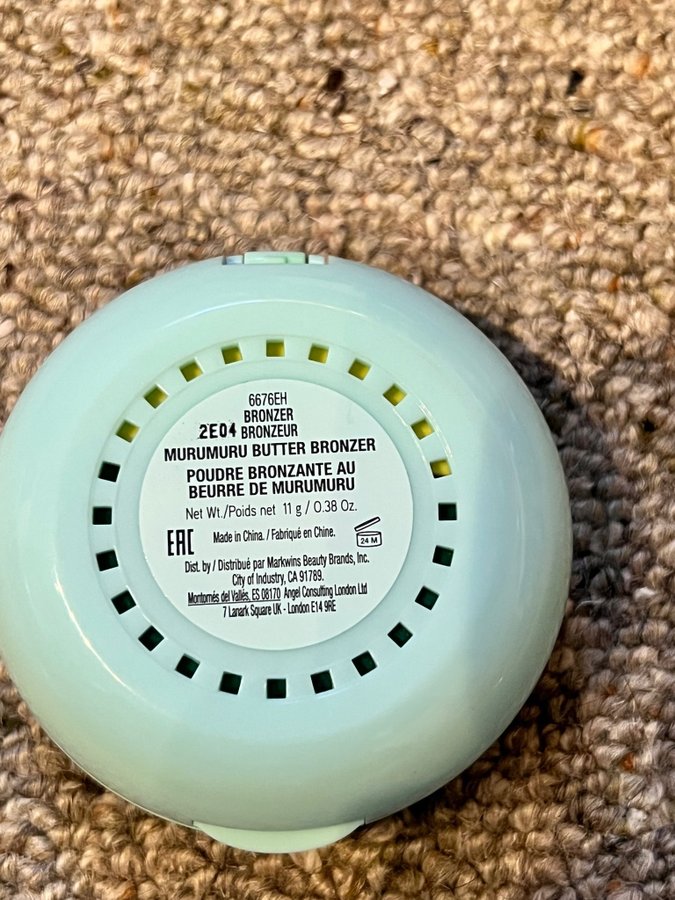 6676EH
BRONZER
2E04 BRONZEUR
MURUMURU BUTTER BRONZER
POUDRE BRONZANTE AU
BEURRE DE MURUMURU
Net Wt./Poids net 11 g / 0.38 Oz.
EAC Made in China. / Fabriqué en Chine. 24 M
Dist. by / Distribué par Markwins Beauty Brands, Inc.
City of Industry, CA 91789.
Montornés del Vallés, ES 08170 Angel Consulting London Ltd
7 Lanark Square UK - London E14 9RE